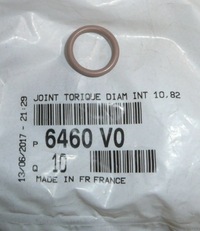 JOINT TORIQUE DIAM INT 10,82
P 6460 V0
Q 10
MADE IN FR FRANCE
13/06/2017 - 21:29